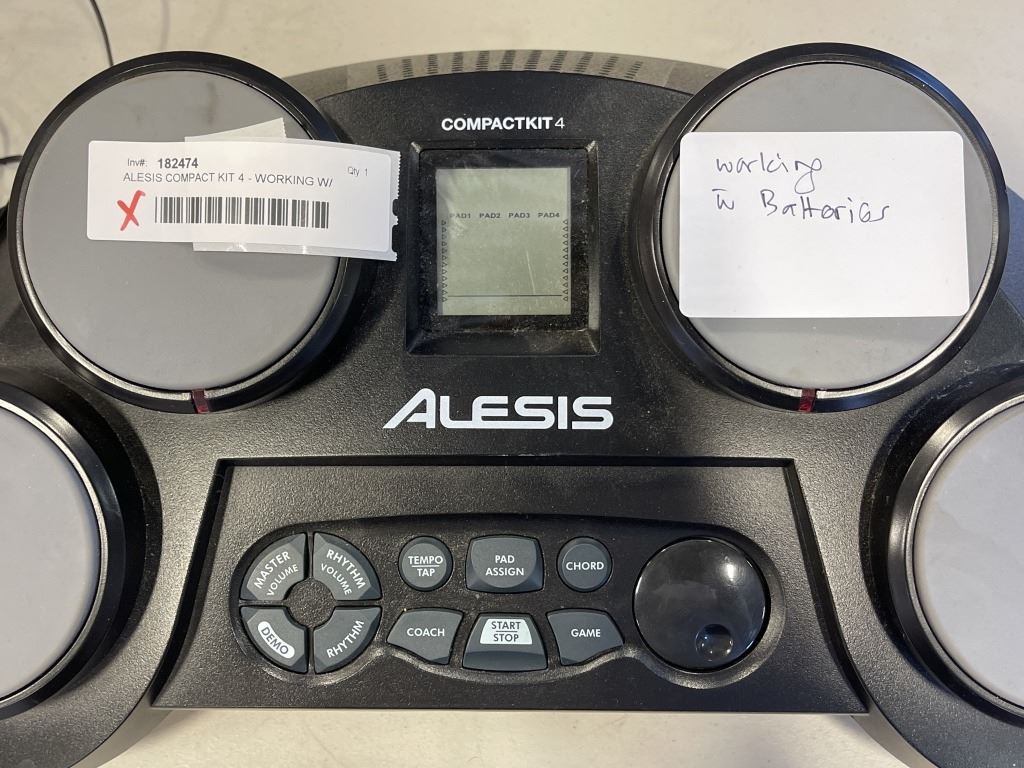 COMPACTKIT 4
Inv#: 182474
Qty 1
ALESIS COMPACT KIT 4 - WORKING W/
X
working
w Batteries
PAD1 PAD2 PAD3 PAD4
ALESIS
MASTER VOLUME
RHYTHM VOLUME
DEMO
RHYTHM
TEMPO
TAP
PAD
ASSIGN
CHORD
COACH
START
STOP
GAME